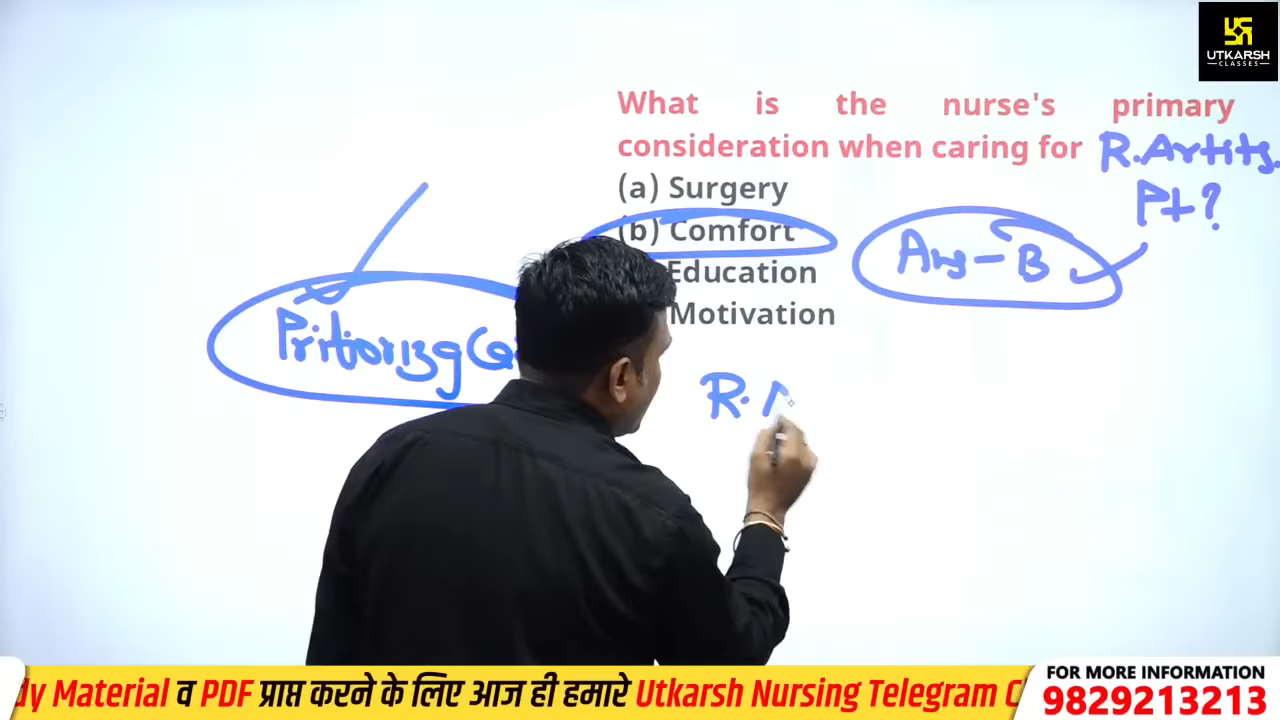 UTKARSH
CLASSES
What is the nurse's primary
consideration when caring for R.Artits.
Pt?
(a) Surgery
(b) Comfort
Education
Motivation
Ans - B
R.
dy Material व PDF प्राप्त करने के लिए आज ही हमारे Utkarsh Nursing Telegram C
FOR MORE INFORMATION
9829213213